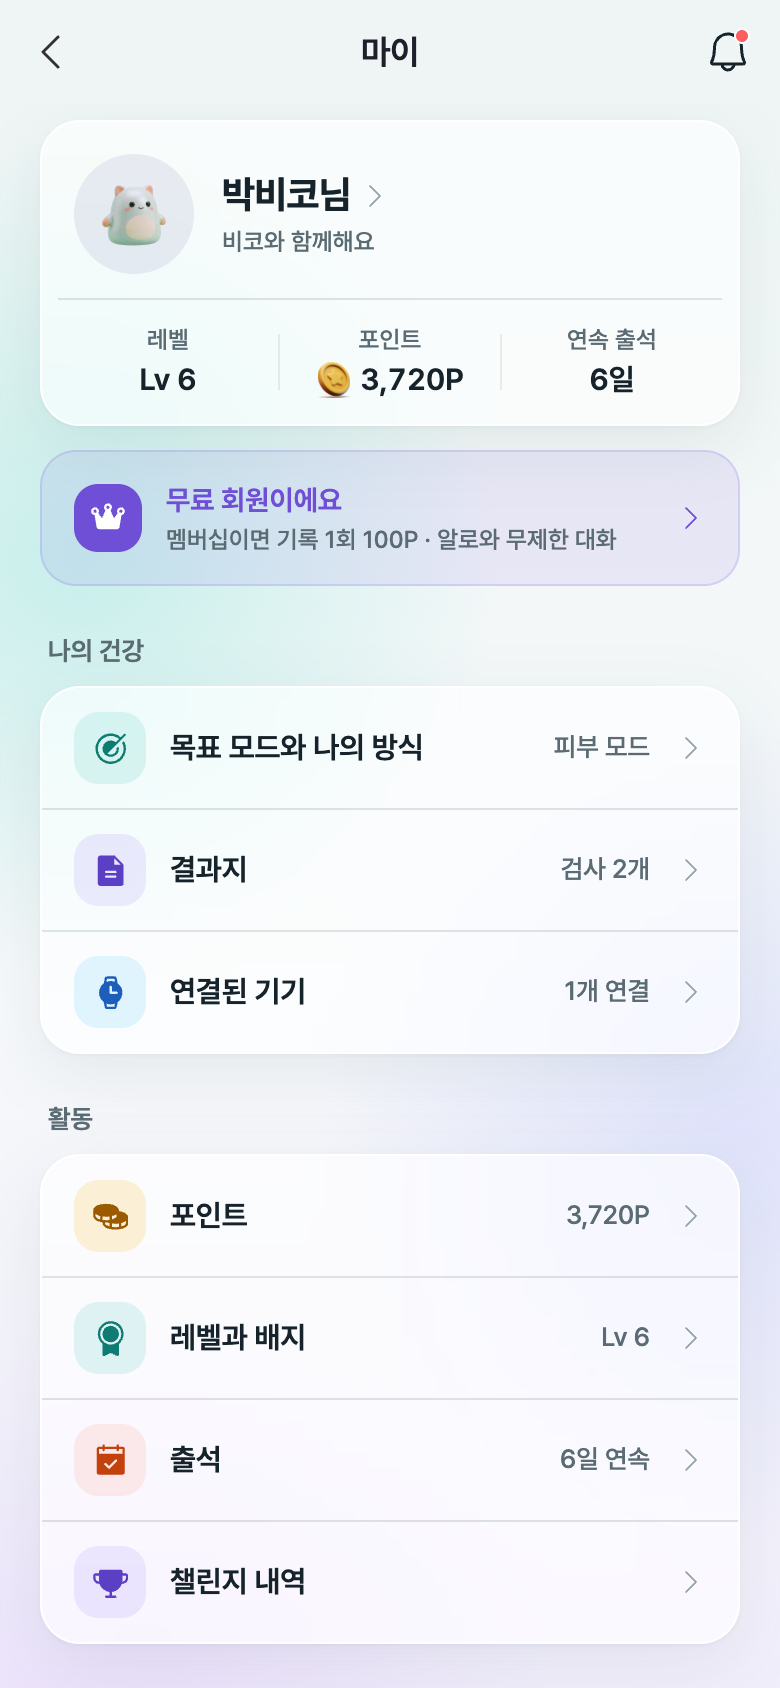 마이
박비코님
비코와 함께해요
레벨
Lv 6
포인트
3,720P
연속 출석
6일
무료 회원이에요
멤버십이면 기록 1회 100P · 알로와 무제한 대화
나의 건강
목표 모드와 나의 방식 피부 모드
결과지 검사 2개
연결된 기기 1개 연결
활동
포인트 3,720P
레벨과 배지 Lv 6
출석 6일 연속
챌린지 내역